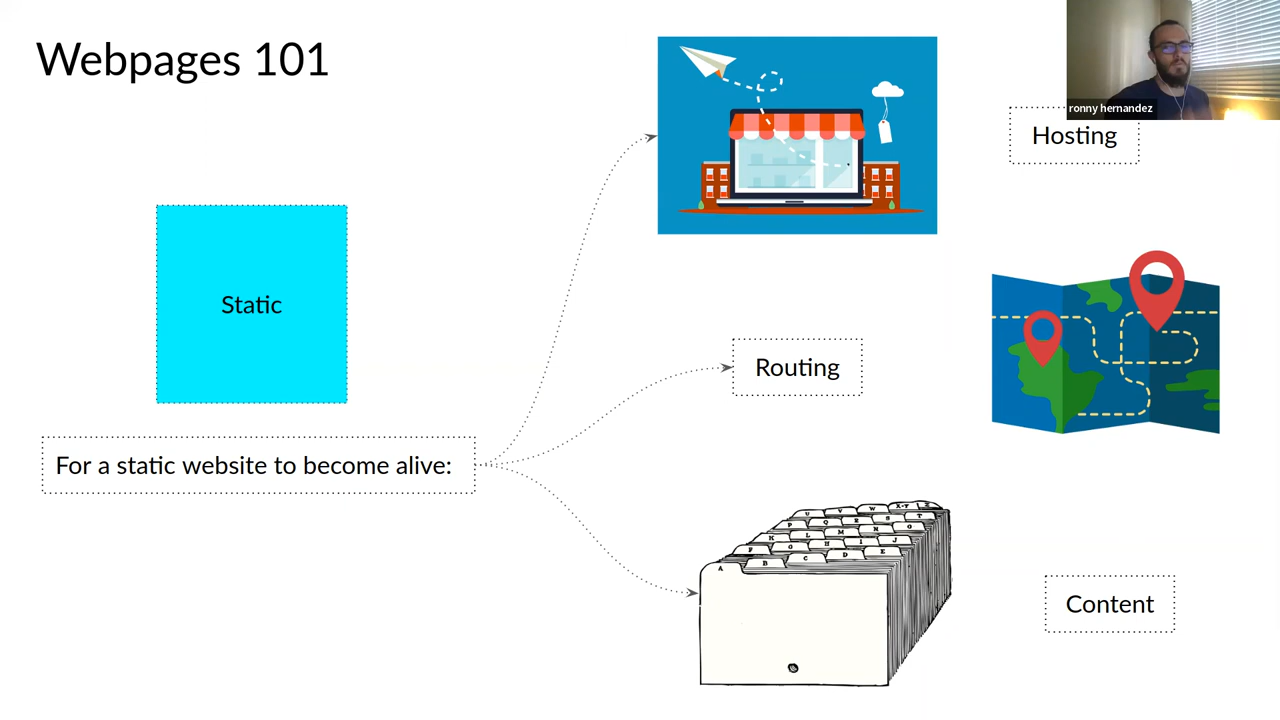 Webpages 101
ronny hernandez
Hosting
Static
Routing
For a static website to become alive:
U V W X-Y Z
P Q R S T
K L M N O
F G H I J
A B C D E
Content